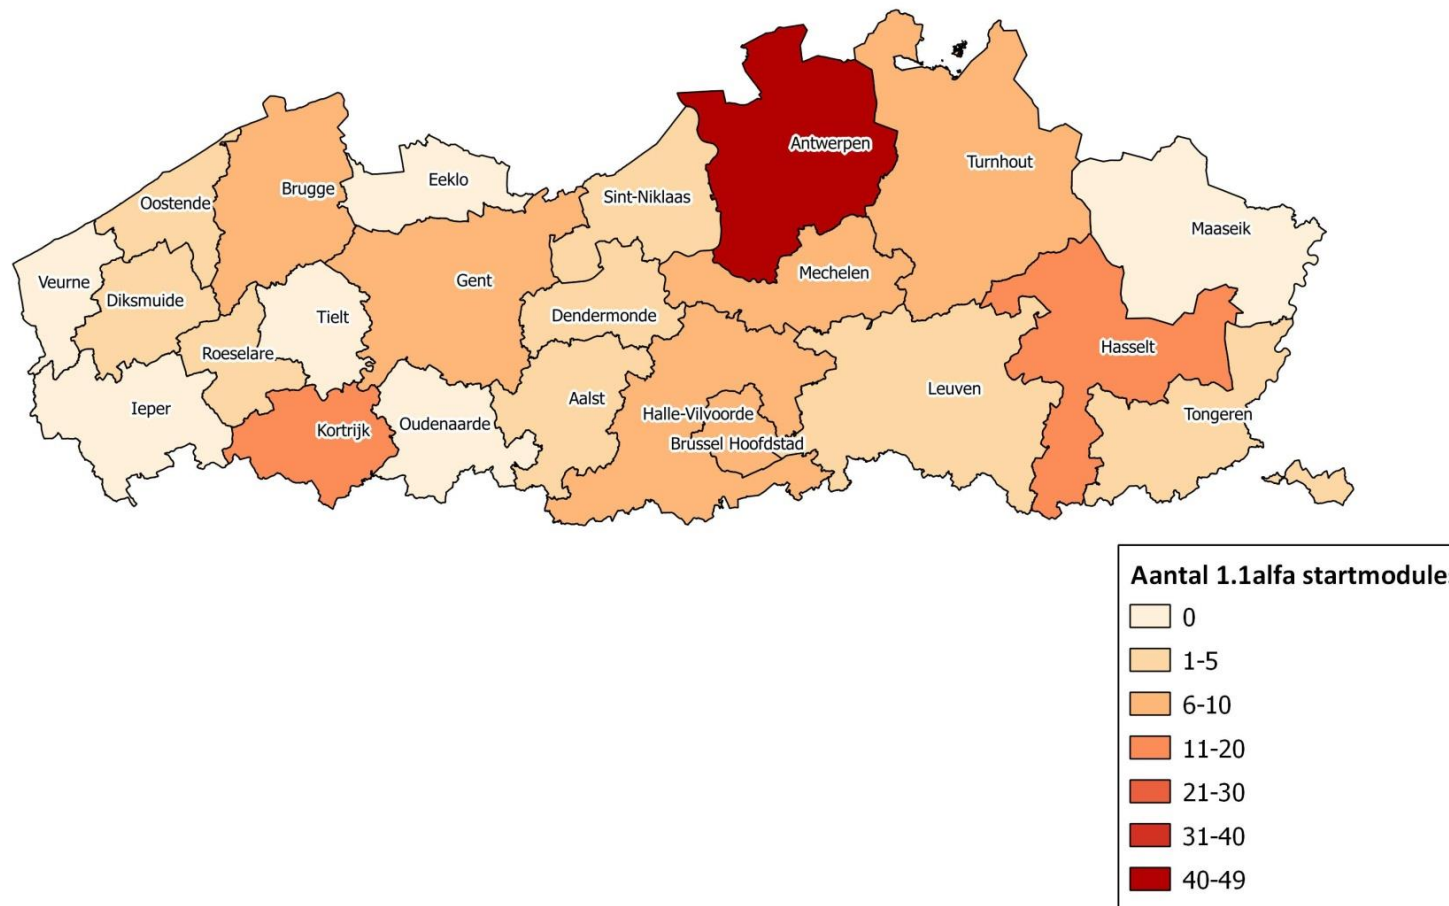 Antwerpen
Turnhout
Eeklo
Brugge
Sint-Niklaas
Oostende
Maaseik
Mechelen
Veurne
Gent
Diksmuide
Tielt
Dendermonde
Hasselt
Roeselare
Leuven
Aalst
Ieper
Halle-Vilvoorde
Tongeren
Oudenaarde
Kortrijk
Brussel Hoofdstad
Aantal 1.1alfa startmodules
0
1-5
6-10
11-20
21-30
31-40
40-49